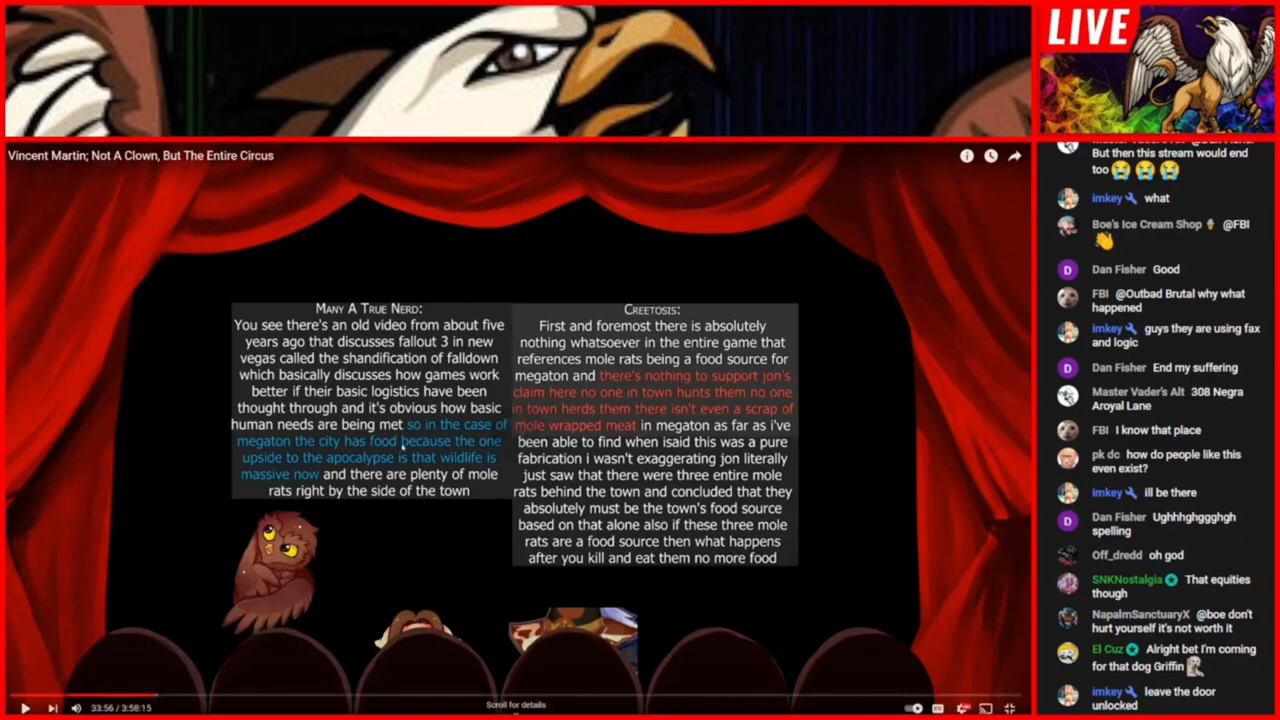 LIVE
Vincent Martin; Not A Clown, But The Entire Circus
MANY A TRUE NERD:
You see there's an old video from about five
years ago that discusses fallout 3 in new
vegas called the shandification of falldown
which basically discusses how games work
better if their basic logistics have been
thought through and it's obvious how basic
human needs are being met so in the case of
megaton the city has food because the one
upside to the apocalypse is that wildlife is
massive now and there are plenty of mole
rats right by the side of the town
CREETOSIS:
First and foremost there is absolutely
nothing whatsoever in the entire game that
references mole rats being a food source for
megaton and there's nothing to support jon's
claim here no one in town hunts them no one
in town herds them there isn't even a scrap of
mole wrapped meat in megaton as far as i've
been able to find when isaid this was a pure
fabrication i wasn't exaggerating jon literally
just saw that there were three entire mole
rats behind the town and concluded that they
absolutely must be the town's food source
based on that alone also if these three mole
rats are a food source then what happens
after you kill and eat them no more food
33:56 / 3:58:15
Scroll for details
But then this stream would end
too
imkey what
Boe's Ice Cream Shop @FBI
D
Dan Fisher Good
FBI @Outbad Brutal why what
happened
imkey guys they are using fax
and logic
D
Dan Fisher End my suffering
Master Vader's Alt 308 Negra
Aroyal Lane
FBI I know that place
pk dc how do people like this
even exist?
imkey ill be there
D
Dan Fisher Ughhhghggghgh
spelling
Off_dredd oh god
SNKNostalgia That equities
though
NapalmSanctuaryX @boe don't
hurt yourself it's not worth it
El Cuz Alright bet I'm coming
for that dog Griffin
imkey leave the door
unlocked